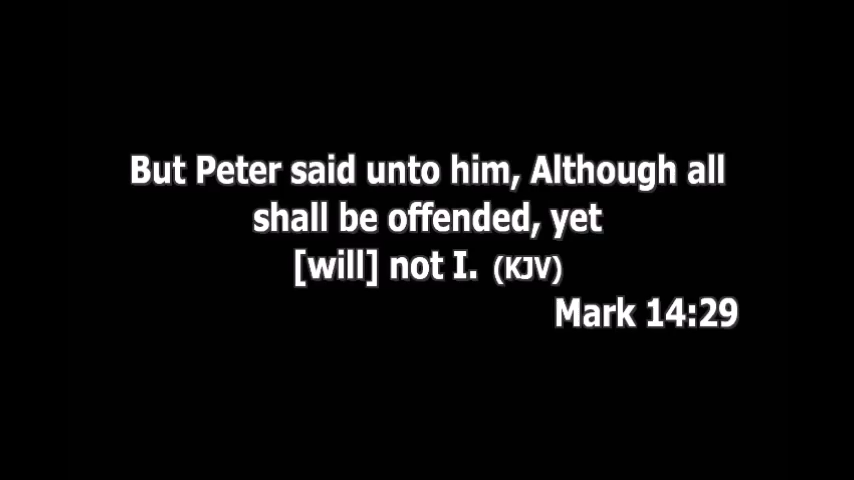 But Peter said unto him, Although all
shall be offended, yet
[will] not I. (KJV)
Mark 14:29